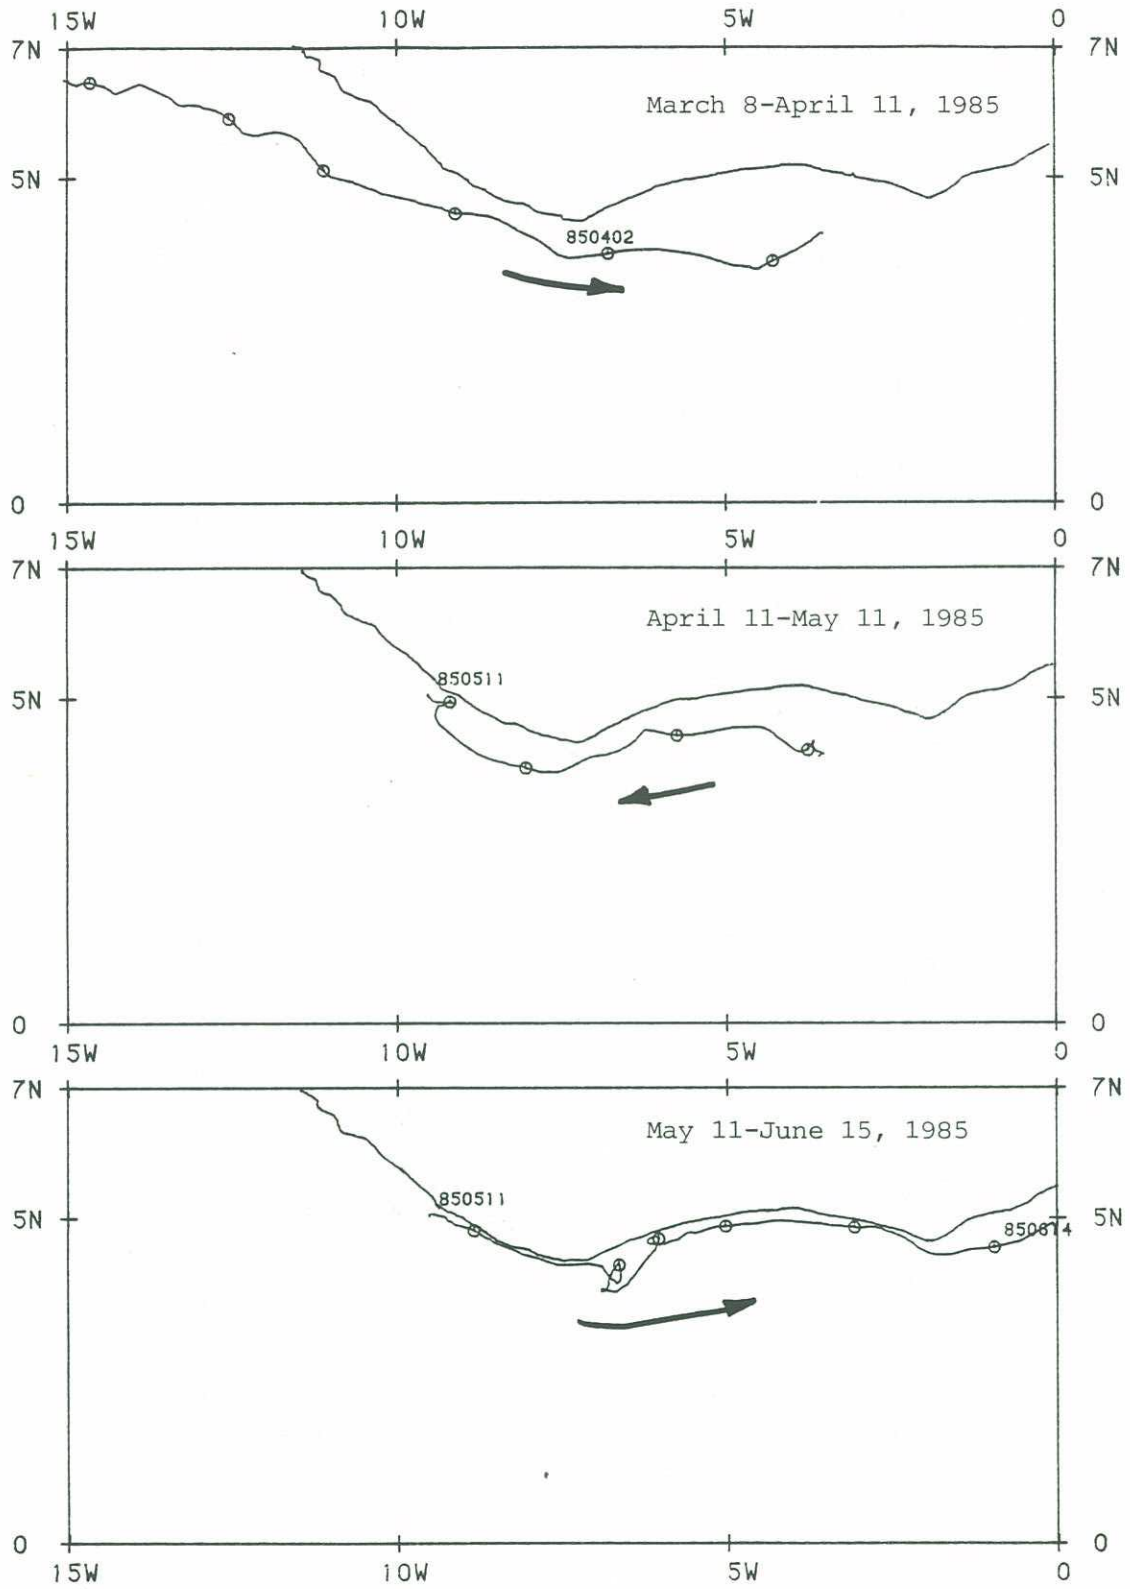 15W 10W 5W 0
7N 7N
March 8-April 11, 1985
5N 5N
850402
0 0
15W 10W 5W 0
7N 7N
April 11-May 11, 1985
850511
5N 5N
0 0
15W 10W 5W 0
7N 7N
May 11-June 15, 1985
850511
5N 5N
850614
0 0
15W 10W 5W 0